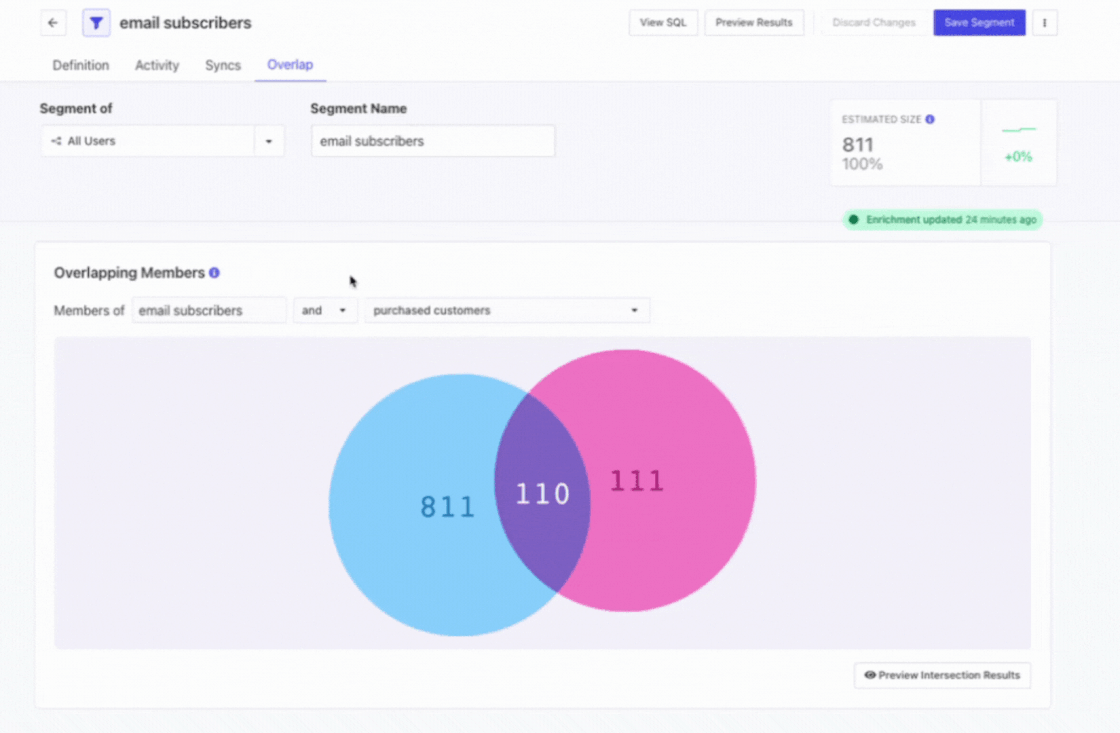 email subscribers
View SQL
Preview Results
Discard Changes
Save Segment
Definition
Activity
Syncs
Overlap
Segment of
Segment Name
All Users
email subscribers
ESTIMATED SIZE
811
100%
+0%
Enrichment updated 24 minutes ago
Overlapping Members
Members of email subscribers and purchased customers
811
110
111
Preview Intersection Results